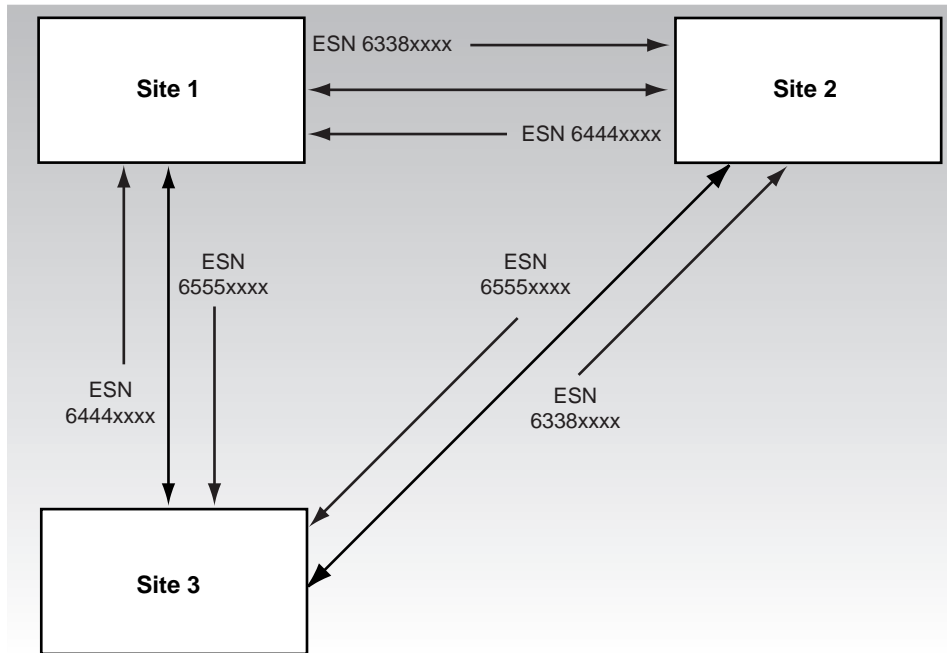 ESN 6338xxxx
Site 1
Site 2
ESN 6444xxxx
ESN
6555xxxx
ESN
6555xxxx
ESN
6444xxxx
ESN
6338xxxx
Site 3